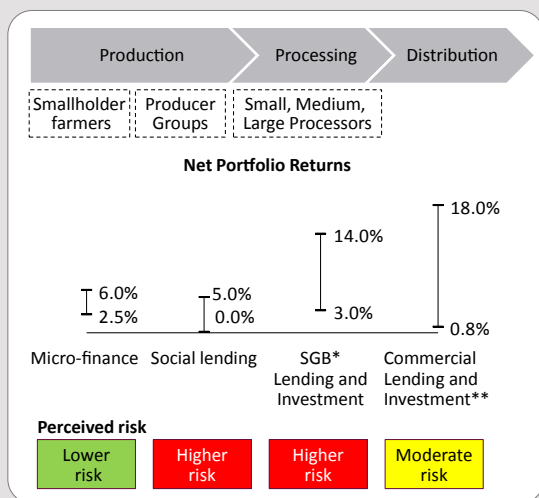 Production
Processing
Distribution
Smallholder
farmers
Producer
Groups
Small, Medium,
Large Processors
Net Portfolio Returns
6.0%
2.5%
5.0%
0.0%
14.0%
3.0%
18.0%
0.8%
Micro-finance
Social lending
SGB*
Lending and
Investment
Commercial
Lending and
Investment**
Perceived risk
Lower
risk
Higher
risk
Higher
risk
Moderate
risk